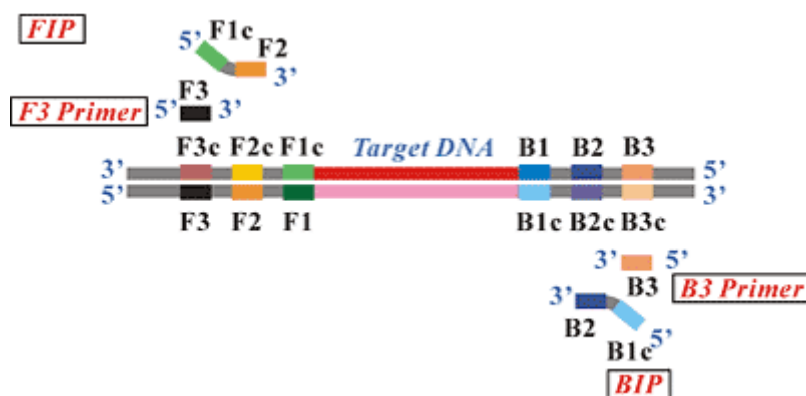 FIP
5’ F1c F2 3’
F3 Primer 5’ F3 3’
F3c F2c F1c Target DNA B1 B2 B3
3’ 5’
5’ 3’
F3 F2 F1 B1c B2c B3c
3’ 5’
B3 B3 Primer
3’ B2 B1c 5’
BIP